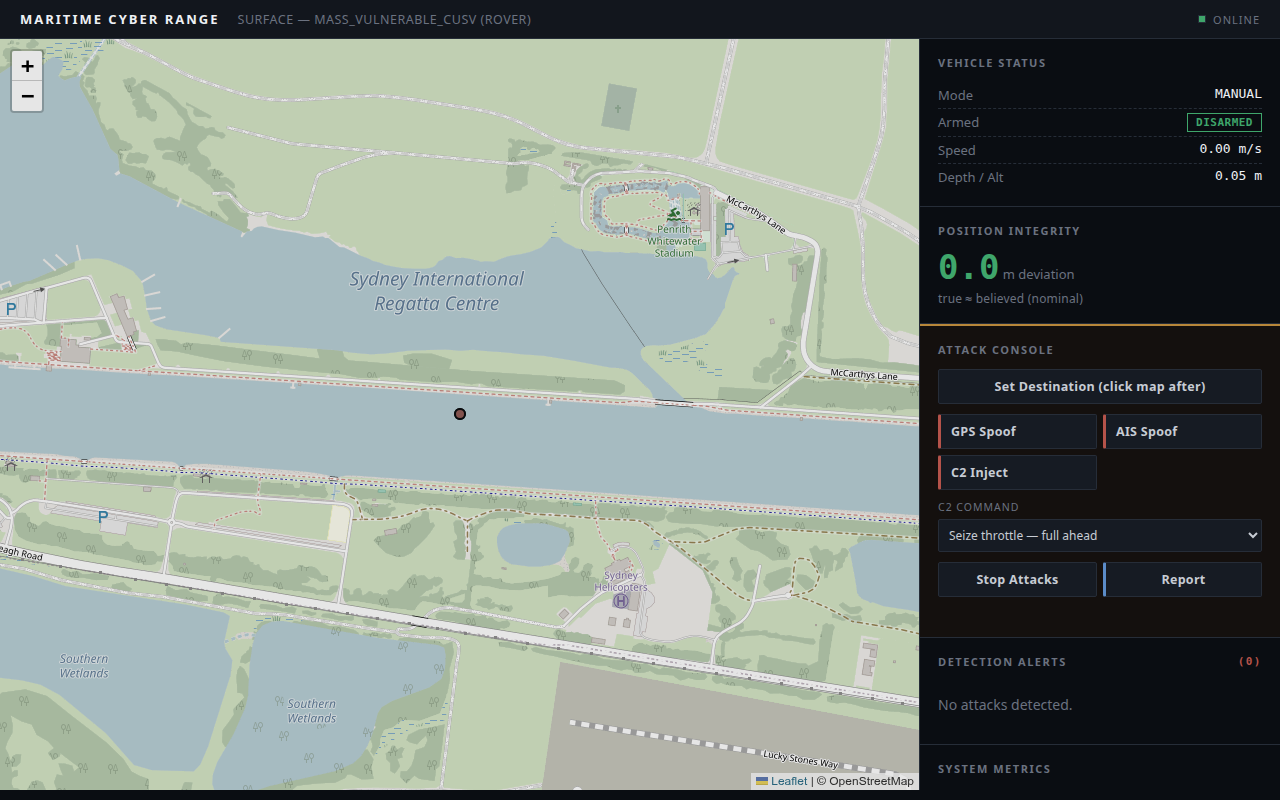 MARITIME CYBER RANGE
SURFACE — MASS_VULNERABLE_CUSV (ROVER)
ONLINE
+
−
McCarthys Lane
P
Penrith
Whitewater
Stadium
Sydney International
Regatta Centre
P
McCarthys Lane
P
eagh Road
Sydney
Helicopters
H
Southern
Wetlands
Southern
Wetlands
Lucky Stones Way
Leaflet | © OpenStreetMap
VEHICLE STATUS
Mode MANUAL
Armed DISARMED
Speed 0.00 m/s
Depth / Alt 0.05 m
POSITION INTEGRITY
0.0 m deviation
true ≈ believed (nominal)
ATTACK CONSOLE
Set Destination (click map after)
GPS Spoof AIS Spoof
C2 Inject
C2 COMMAND
Seize throttle — full ahead
Stop Attacks Report
DETECTION ALERTS (0)
No attacks detected.
SYSTEM METRICS